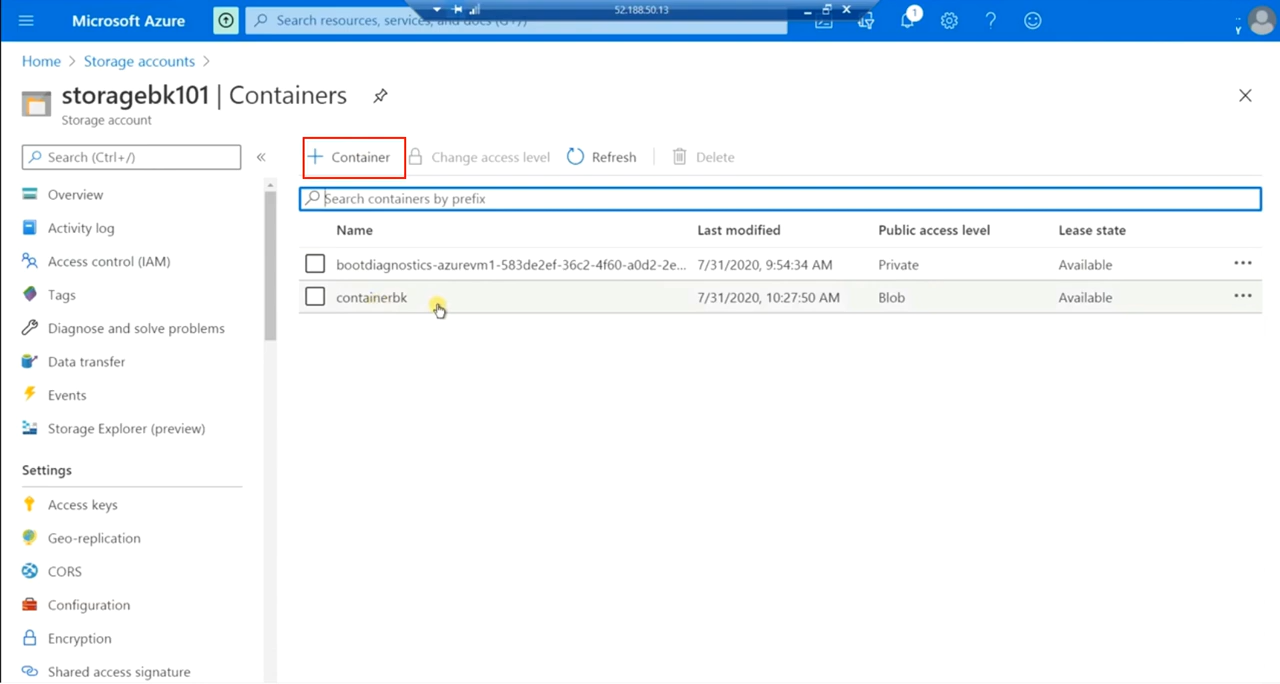 Microsoft Azure
Search resources, services, and docs (G+/)
52.188.50.13
1
Y
Home > Storage accounts >
storagebk101 | Containers
Storage account
Search (Ctrl+/)
«
+ Container
Change access level
Refresh
Delete
Search containers by prefix
Name Last modified Public access level Lease state
bootdiagnostics-azurevm1-583de2ef-36c2-4f60-a0d2-2e... 7/31/2020, 9:54:34 AM Private Available ...
containerbk 7/31/2020, 10:27:50 AM Blob Available ...
Overview
Activity log
Access control (IAM)
Tags
Diagnose and solve problems
Data transfer
Events
Storage Explorer (preview)
Settings
Access keys
Geo-replication
CORS
Configuration
Encryption
Shared access signature